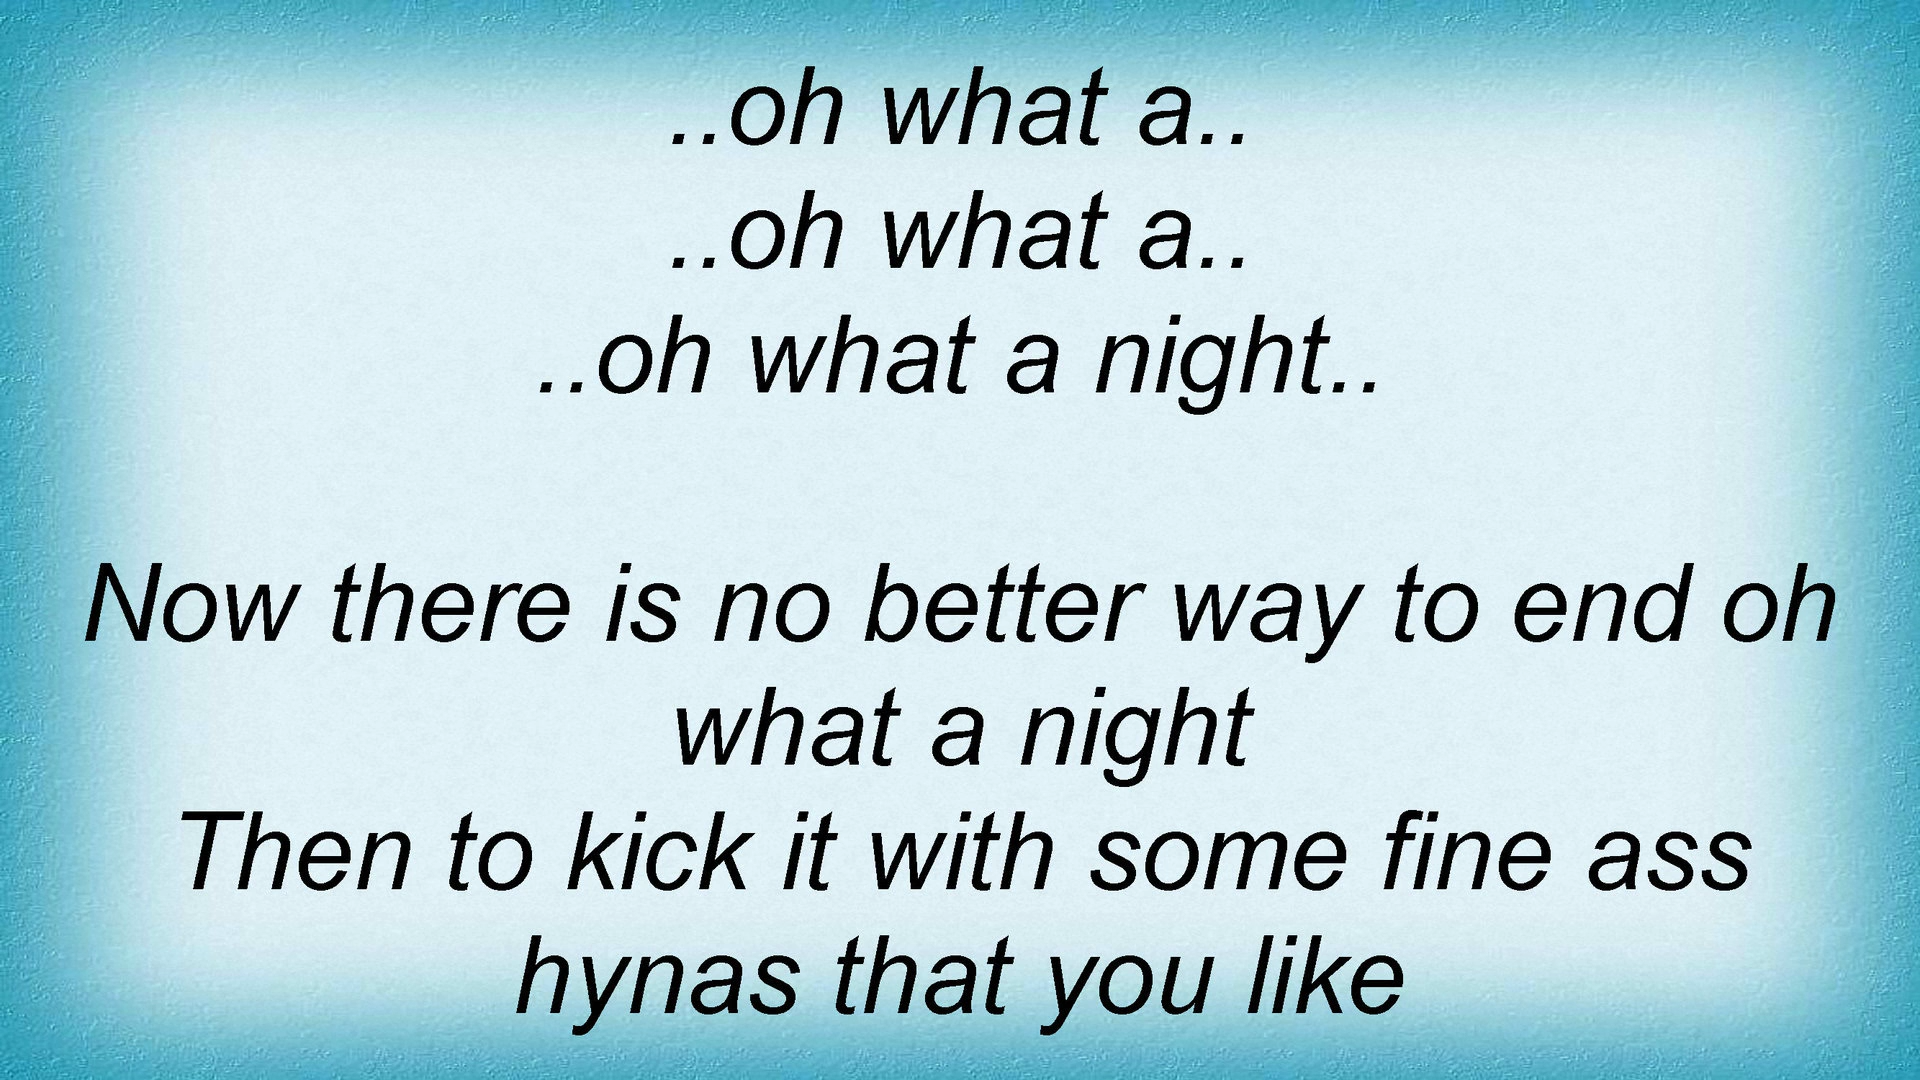 ..oh what a..
..oh what a..
..oh what a night..
Now there is no better way to end oh
what a night
Then to kick it with some fine ass
hynas that you like